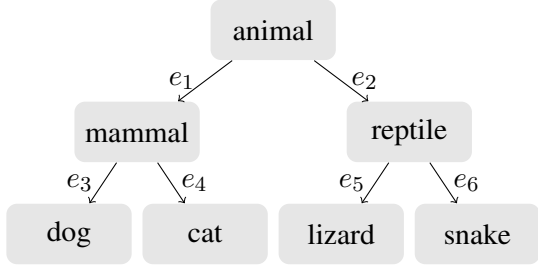 animal
e1 e2
mammal reptile
e3 e4 e5 e6
dog cat lizard snake